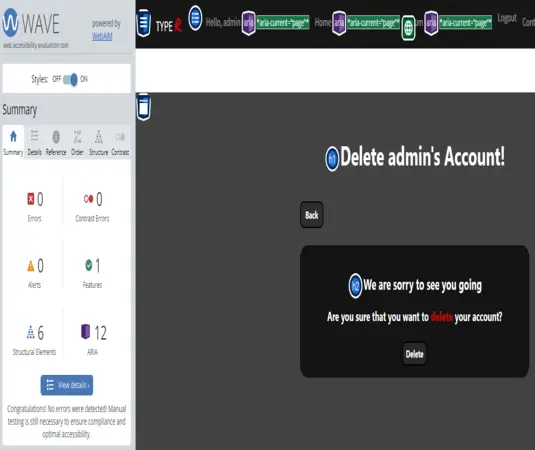 WAVE
powered by
WebAIM
web accessibility evaluation tool
Styles: OFF ON
Summary
Summary Details Reference Order Structure Contrast
0 0
Errors Contrast Errors
0 1
Alerts Features
6 12
Structural Elements ARIA
View details ›
Congratulations! No errors were detected! Manual
testing is still necessary to ensure compliance and
optimal accessibility.
TYPE R Hello, admin aria *aria-current="page"* Home aria *aria-current="page"* um aria *aria-current="page"* Logout Cont
h1 Delete admin's Account!
Back
h2 We are sorry to see you going
Are you sure that you want to delete your account?
Delete